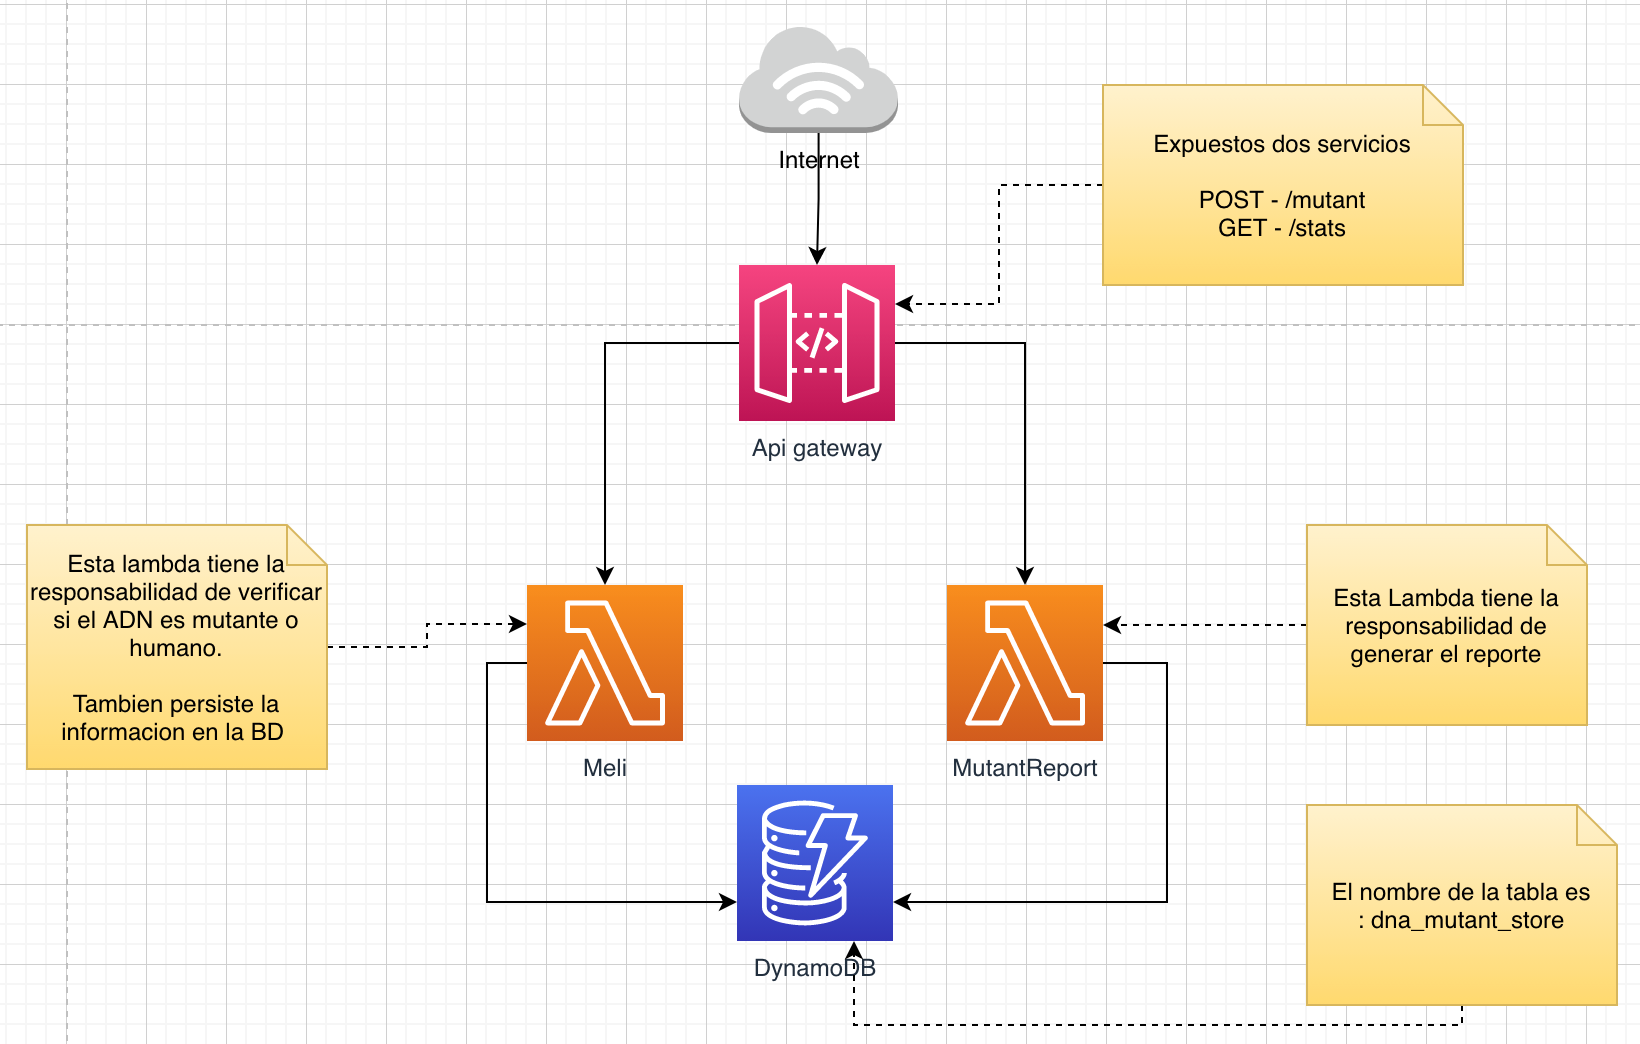 Internet
Expuestos dos servicios
POST - /mutant
GET - /stats
Api gateway
Esta lambda tiene la
responsabilidad de verificar
si el ADN es mutante o
humano.
Tambien persiste la
informacion en la BD
Meli
MutantReport
Esta Lambda tiene la
responsabilidad de
generar el reporte
DynamoDB
El nombre de la tabla es
: dna_mutant_store